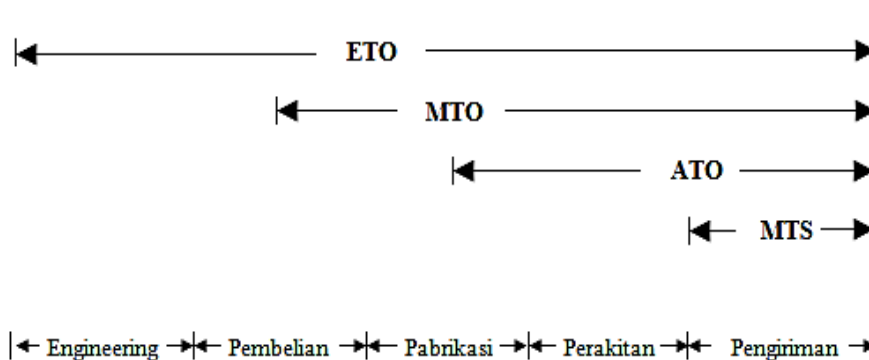 ETO
MTO
ATO
MTS
Engineering Pembelian Pabrikasi Perakitan Pengiriman